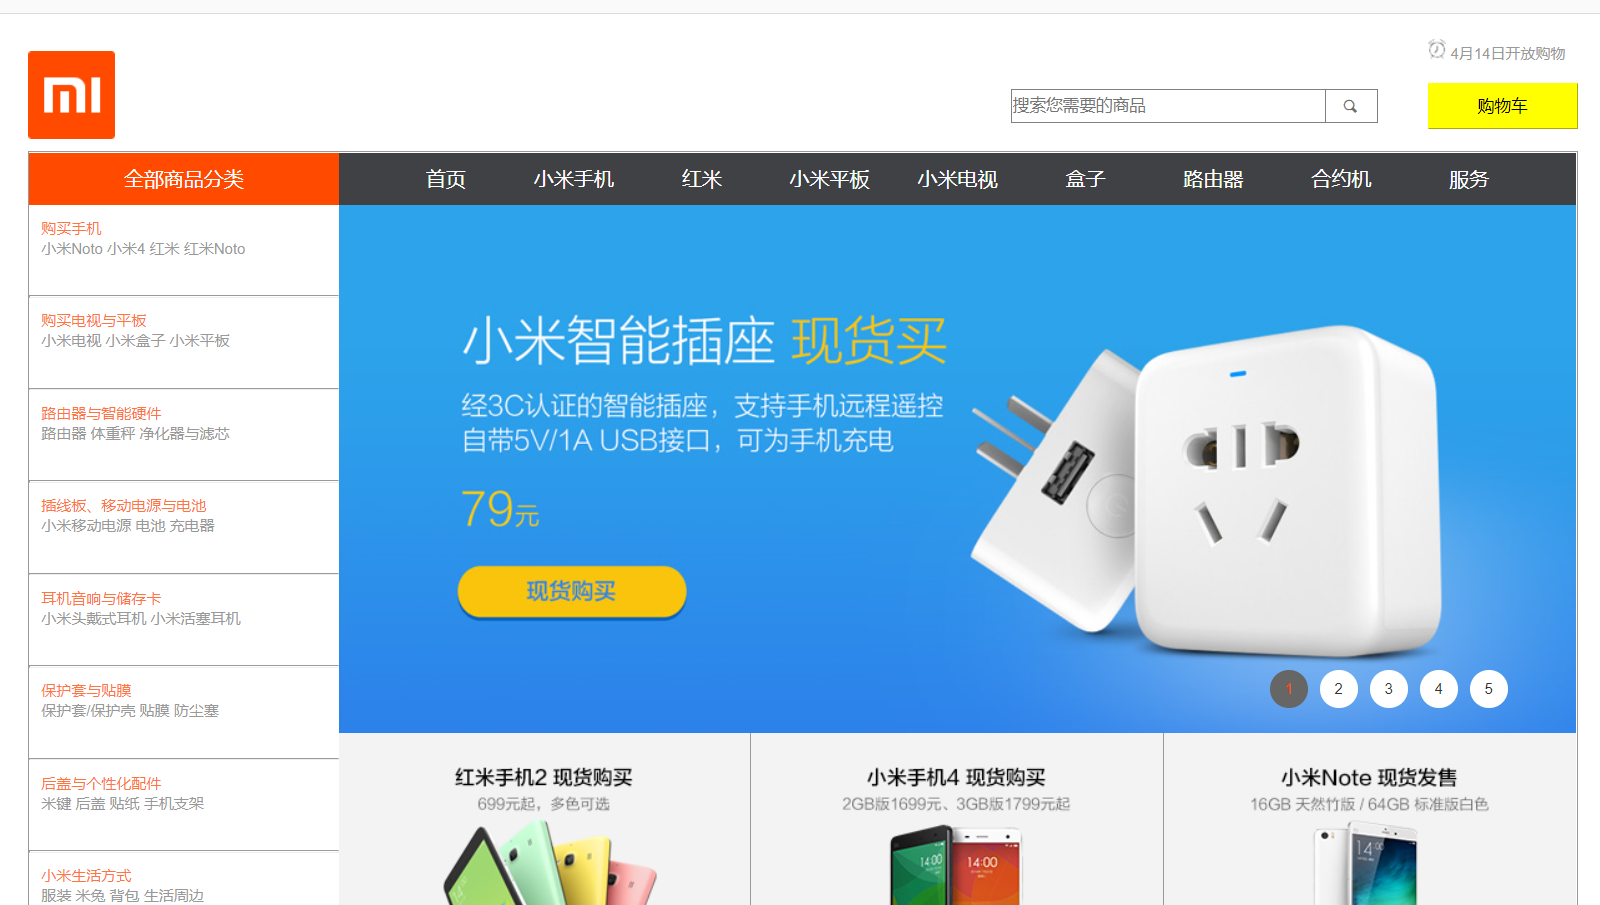 4月14日开放购物
mi
搜索您需要的商品
购物车
全部商品分类 首页 小米手机 红米 小米平板 小米电视 盒子 路由器 合约机 服务
购买手机
小米Noto 小米4 红米 红米Noto
购买电视与平板
小米电视 小米盒子 小米平板
路由器与智能硬件
路由器 体重秤 净化器与滤芯
插线板、移动电源与电池
小米移动电源 电池 充电器
耳机音响与储存卡
小米头戴式耳机 小米活塞耳机
保护套与贴膜
保护套/保护壳 贴膜 防尘塞
后盖与个性化配件
米键 后盖 贴纸 手机支架
小米生活方式
服装 米兔 背包 生活周边
小米智能插座 现货买
经3C认证的智能插座，支持手机远程遥控
自带5V/1A USB接口，可为手机充电
79元
现货购买
1 2 3 4 5
红米手机2 现货购买
699元起，多色可选
小米手机4 现货购买
2GB版1699元、3GB版1799元起
14:00 14:00
小米Note 现货发售
16GB 天然竹版 / 64GB 标准版白色
14:00